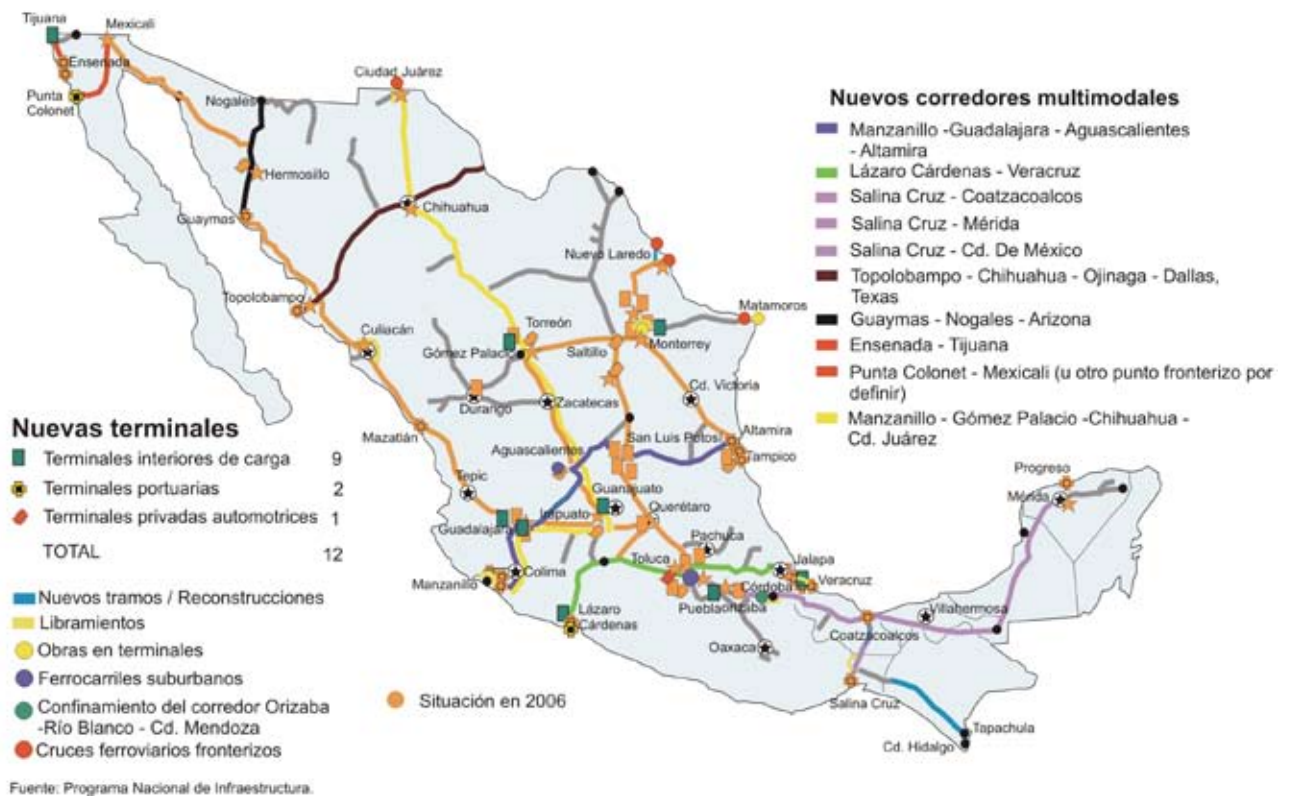 Tijuana
Mexicali
Ensenada
Punta
Colonet
Nogales
Ciudad Juárez
Hermosillo
Guaymas
Chihuahua
Nuevo Laredo
Topolobampo
Matamoros
Culiacán
Torreón
Gómez Palacio
Saltillo
Monterrey
Durango
Zacatecas
Cd. Victoria
Mazatlán
Altamira
San Luis Potosí
Tampico
Aguascalientes
Tepic
Guanajuato
Irapuato
Querétaro
Guadalajara
Pachuca
Progreso
Mérida
Manzanillo
Colima
Toluca
Jalapa
Córdoba
Veracruz
Puebla
Orizaba
Lázaro
Cárdenas
Villahermosa
Coatzacoalcos
Oaxaca
Salina Cruz
Tapachula
Cd. Hidalgo
Nuevos corredores multimodales
Manzanillo -Guadalajara - Aguascalientes
- Altamira
Lázaro Cárdenas - Veracruz
Salina Cruz - Coatzacoalcos
Salina Cruz - Mérida
Salina Cruz - Cd. De México
Topolobampo - Chihuahua - Ojinaga - Dallas,
Texas
Guaymas - Nogales - Arizona
Ensenada - Tijuana
Punta Colonet - Mexicali (u otro punto fronterizo por
definir)
Manzanillo - Gómez Palacio -Chihuahua -
Cd. Juárez
Nuevas terminales
Terminales interiores de carga 9
Terminales portuarias 2
Terminales privadas automotrices 1
TOTAL 12
Nuevos tramos / Reconstrucciones
Libramientos
Obras en terminales
Ferrocarriles suburbanos
Confinamiento del corredor Orizaba
-Río Blanco - Cd. Mendoza
Cruces ferroviarios fronterizos
Situación en 2006
Fuente: Programa Nacional de Infraestructura.